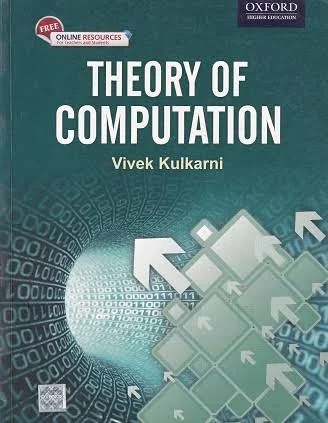 FREE
ONLINE RESOURCES
For Teachers and Students
OXFORD
HIGHER EDUCATION
THEORY OF
COMPUTATION
Vivek Kulkarni